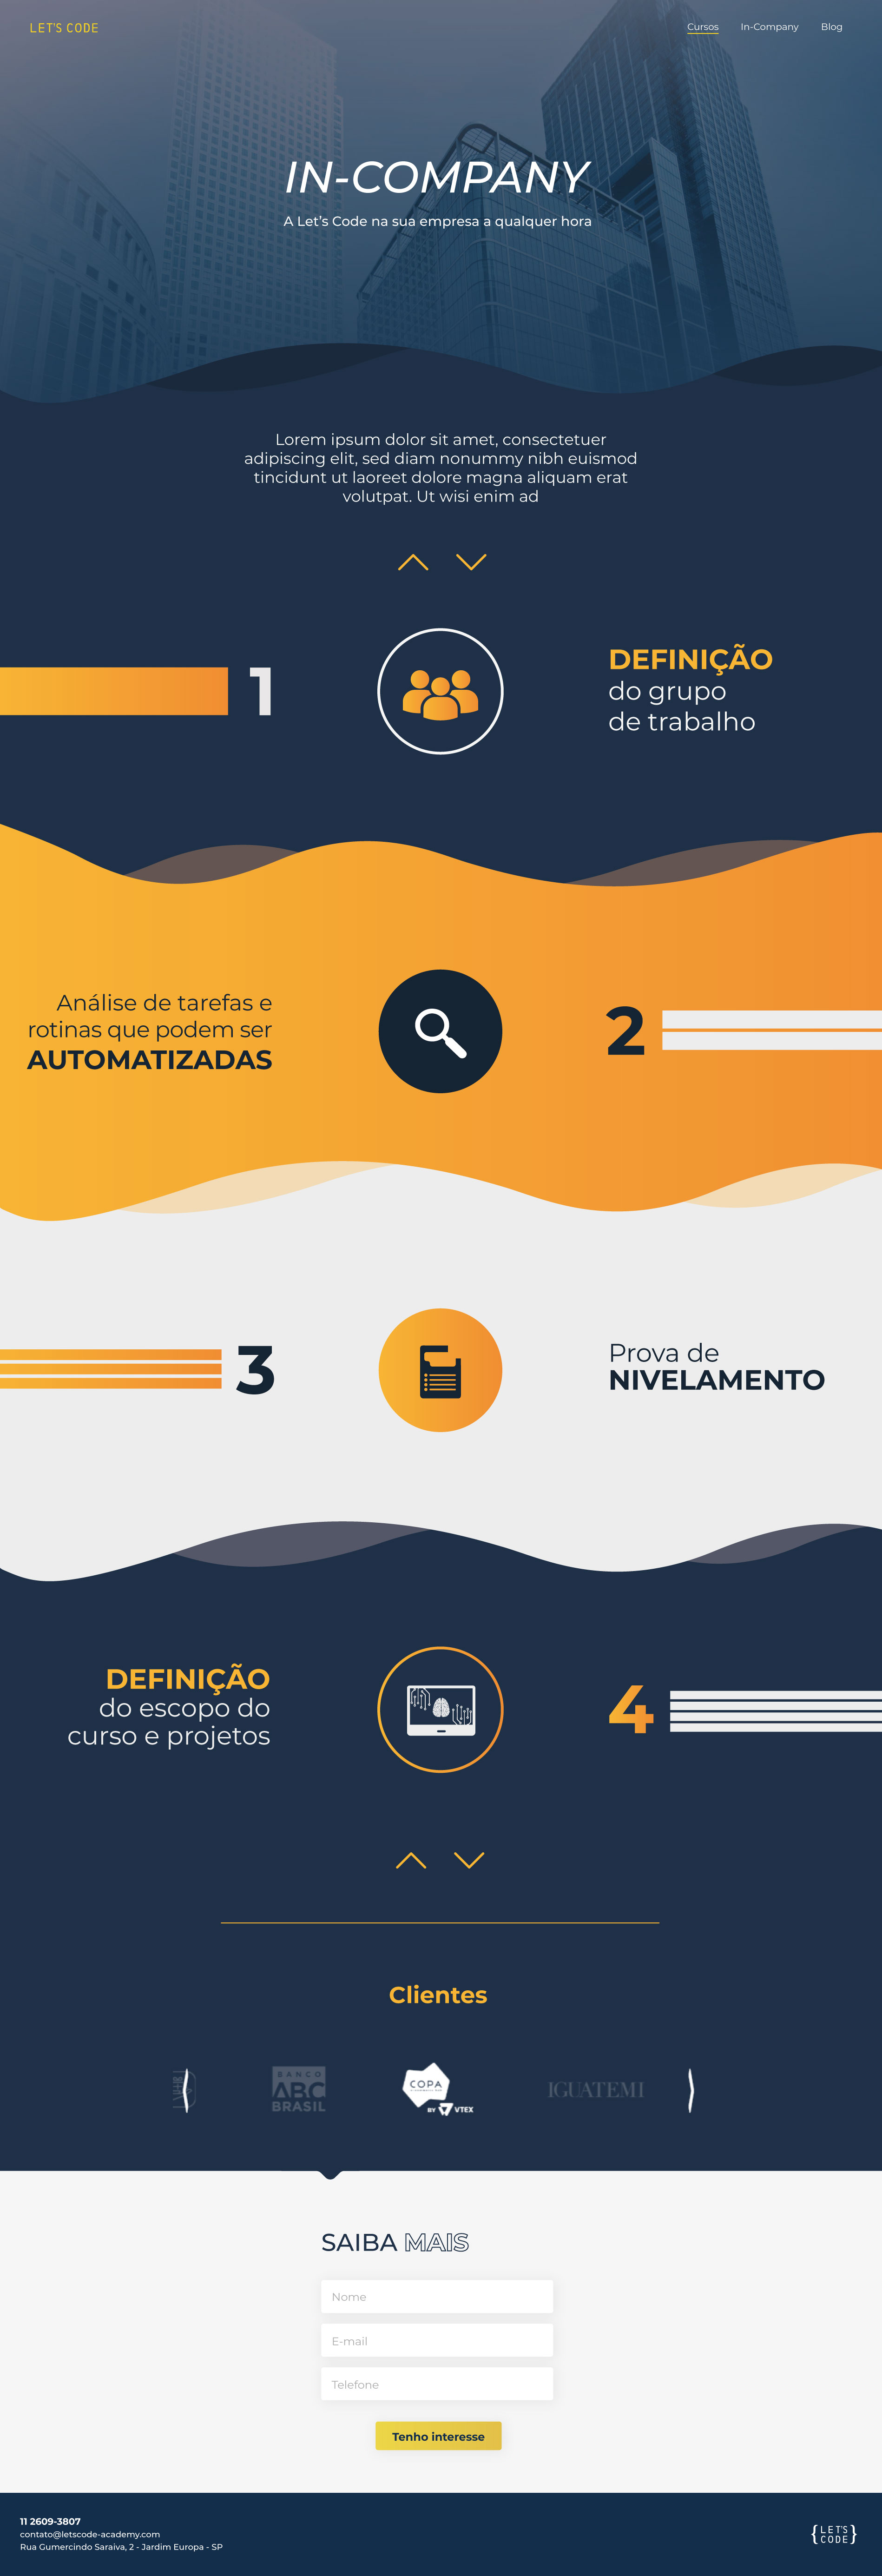 LET'S CODE
Cursos In-Company Blog
IN-COMPANY
A Let's Code na sua empresa a qualquer hora
Lorem ipsum dolor sit amet, consectetuer
adipiscing elit, sed diam nonummy nibh euismod
tincidunt ut laoreet dolore magna aliquam erat
volutpat. Ut wisi enim ad
1
DEFINIÇÃO
do grupo
de trabalho
Análise de tarefas e
rotinas que podem ser
AUTOMATIZADAS
2
3
Prova de
NIVELAMENTO
DEFINIÇÃO
do escopo do
curso e projetos
4
Clientes
BANCO
ABC
BRASIL
COPA
BY VTEX
IGUATEMI
SAIBA MAIS
Nome
E-mail
Telefone
Tenho interesse
11 2609-3807
contato@letscode-academy.com
Rua Gumercindo Saraiva, 2 - Jardim Europa - SP
{LET'S
CODE}